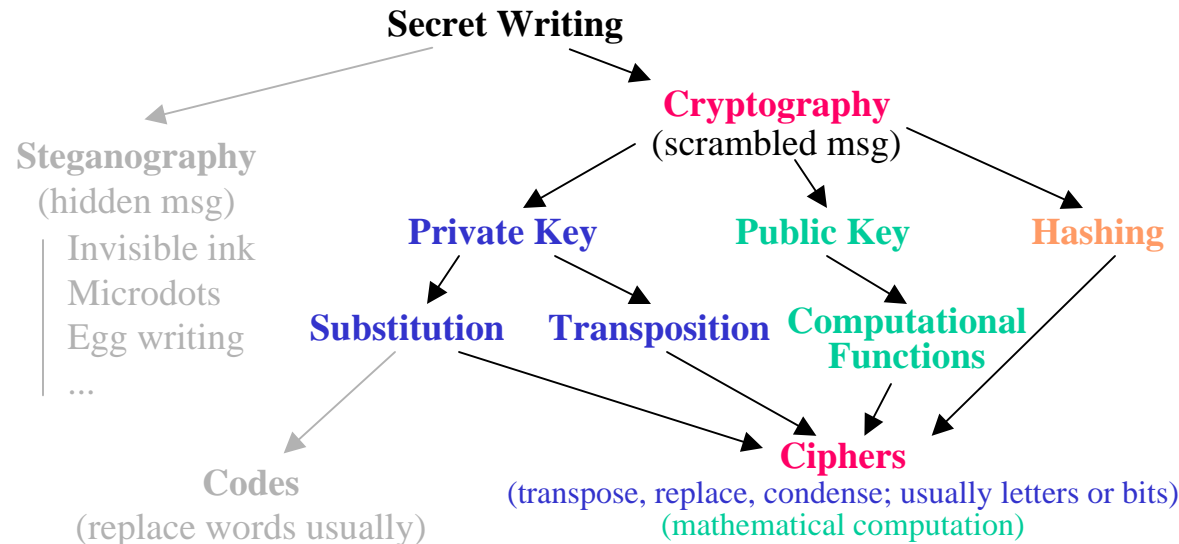 Secret Writing
Cryptography
(scrambled msg)
Steganography
(hidden msg)
Invisible ink
Microdots
Egg writing
...
Private Key
Public Key
Hashing
Substitution
Transposition
Computational
Functions
Codes
(replace words usually)
Ciphers
(transpose, replace, condense; usually letters or bits)
(mathematical computation)